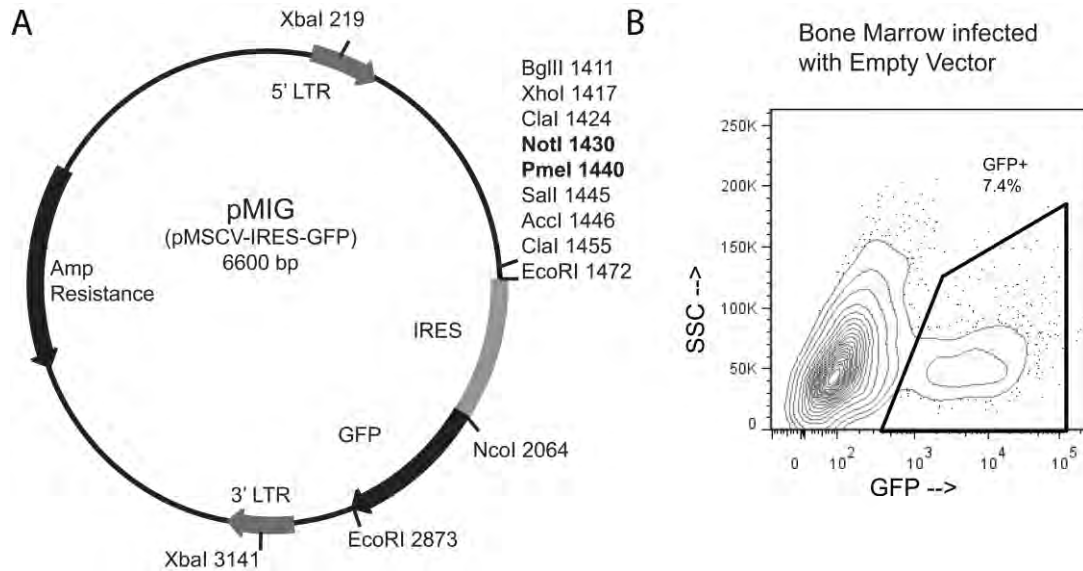 A
XbaI 219
5' LTR
BglII 1411
XhoI 1417
ClaI 1424
NotI 1430
PmeI 1440
SalI 1445
AccI 1446
ClaI 1455
EcoRI 1472
pMIG
(pMSCV-IRES-GFP)
6600 bp
Amp
Resistance
IRES
GFP
NcoI 2064
3' LTR
EcoRI 2873
XbaI 3141
B
Bone Marrow infected
with Empty Vector
250K
200K
150K
100K
50K
0
SSC -->
GFP+
7.4%
0 10² 10³ 10⁴ 10⁵
GFP -->